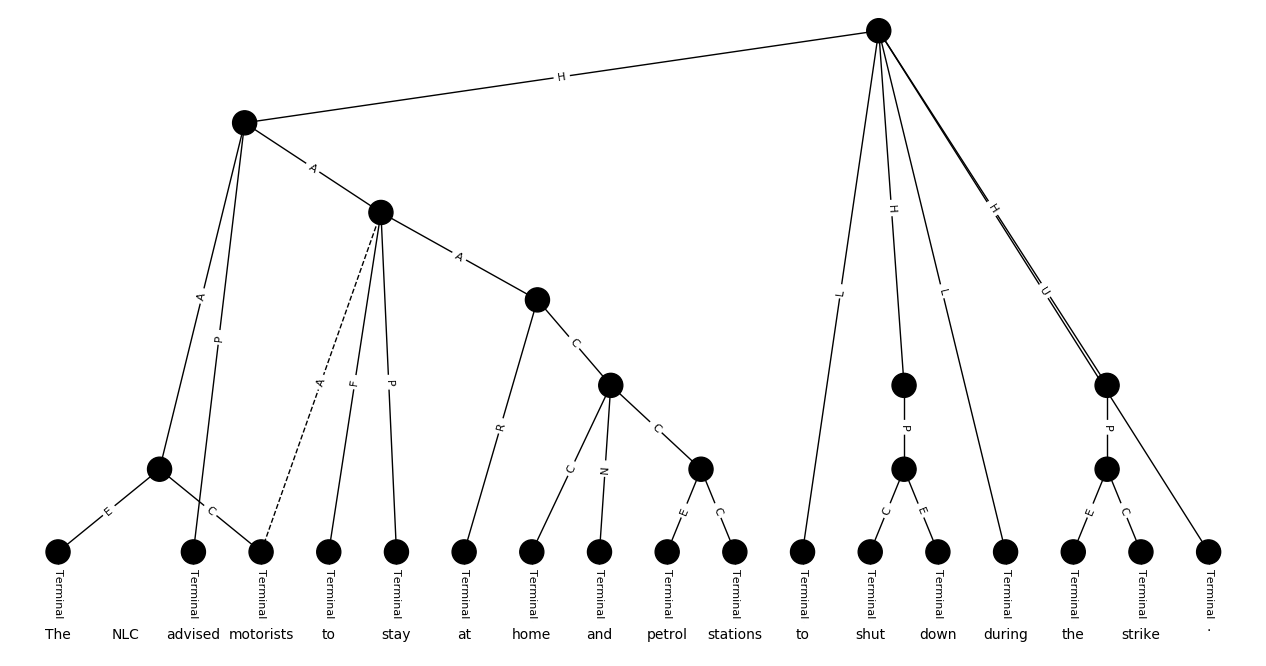 H
A
A
A
P
A
F
P
C
R
C
N
C
E
C
E
C
L
H
L
H
U
P
P
C
E
E
C
Terminal Terminal Terminal Terminal Terminal Terminal Terminal Terminal Terminal Terminal Terminal Terminal Terminal Terminal Terminal Terminal Terminal
The NLC advised motorists to stay at home and petrol stations to shut down during the strike .